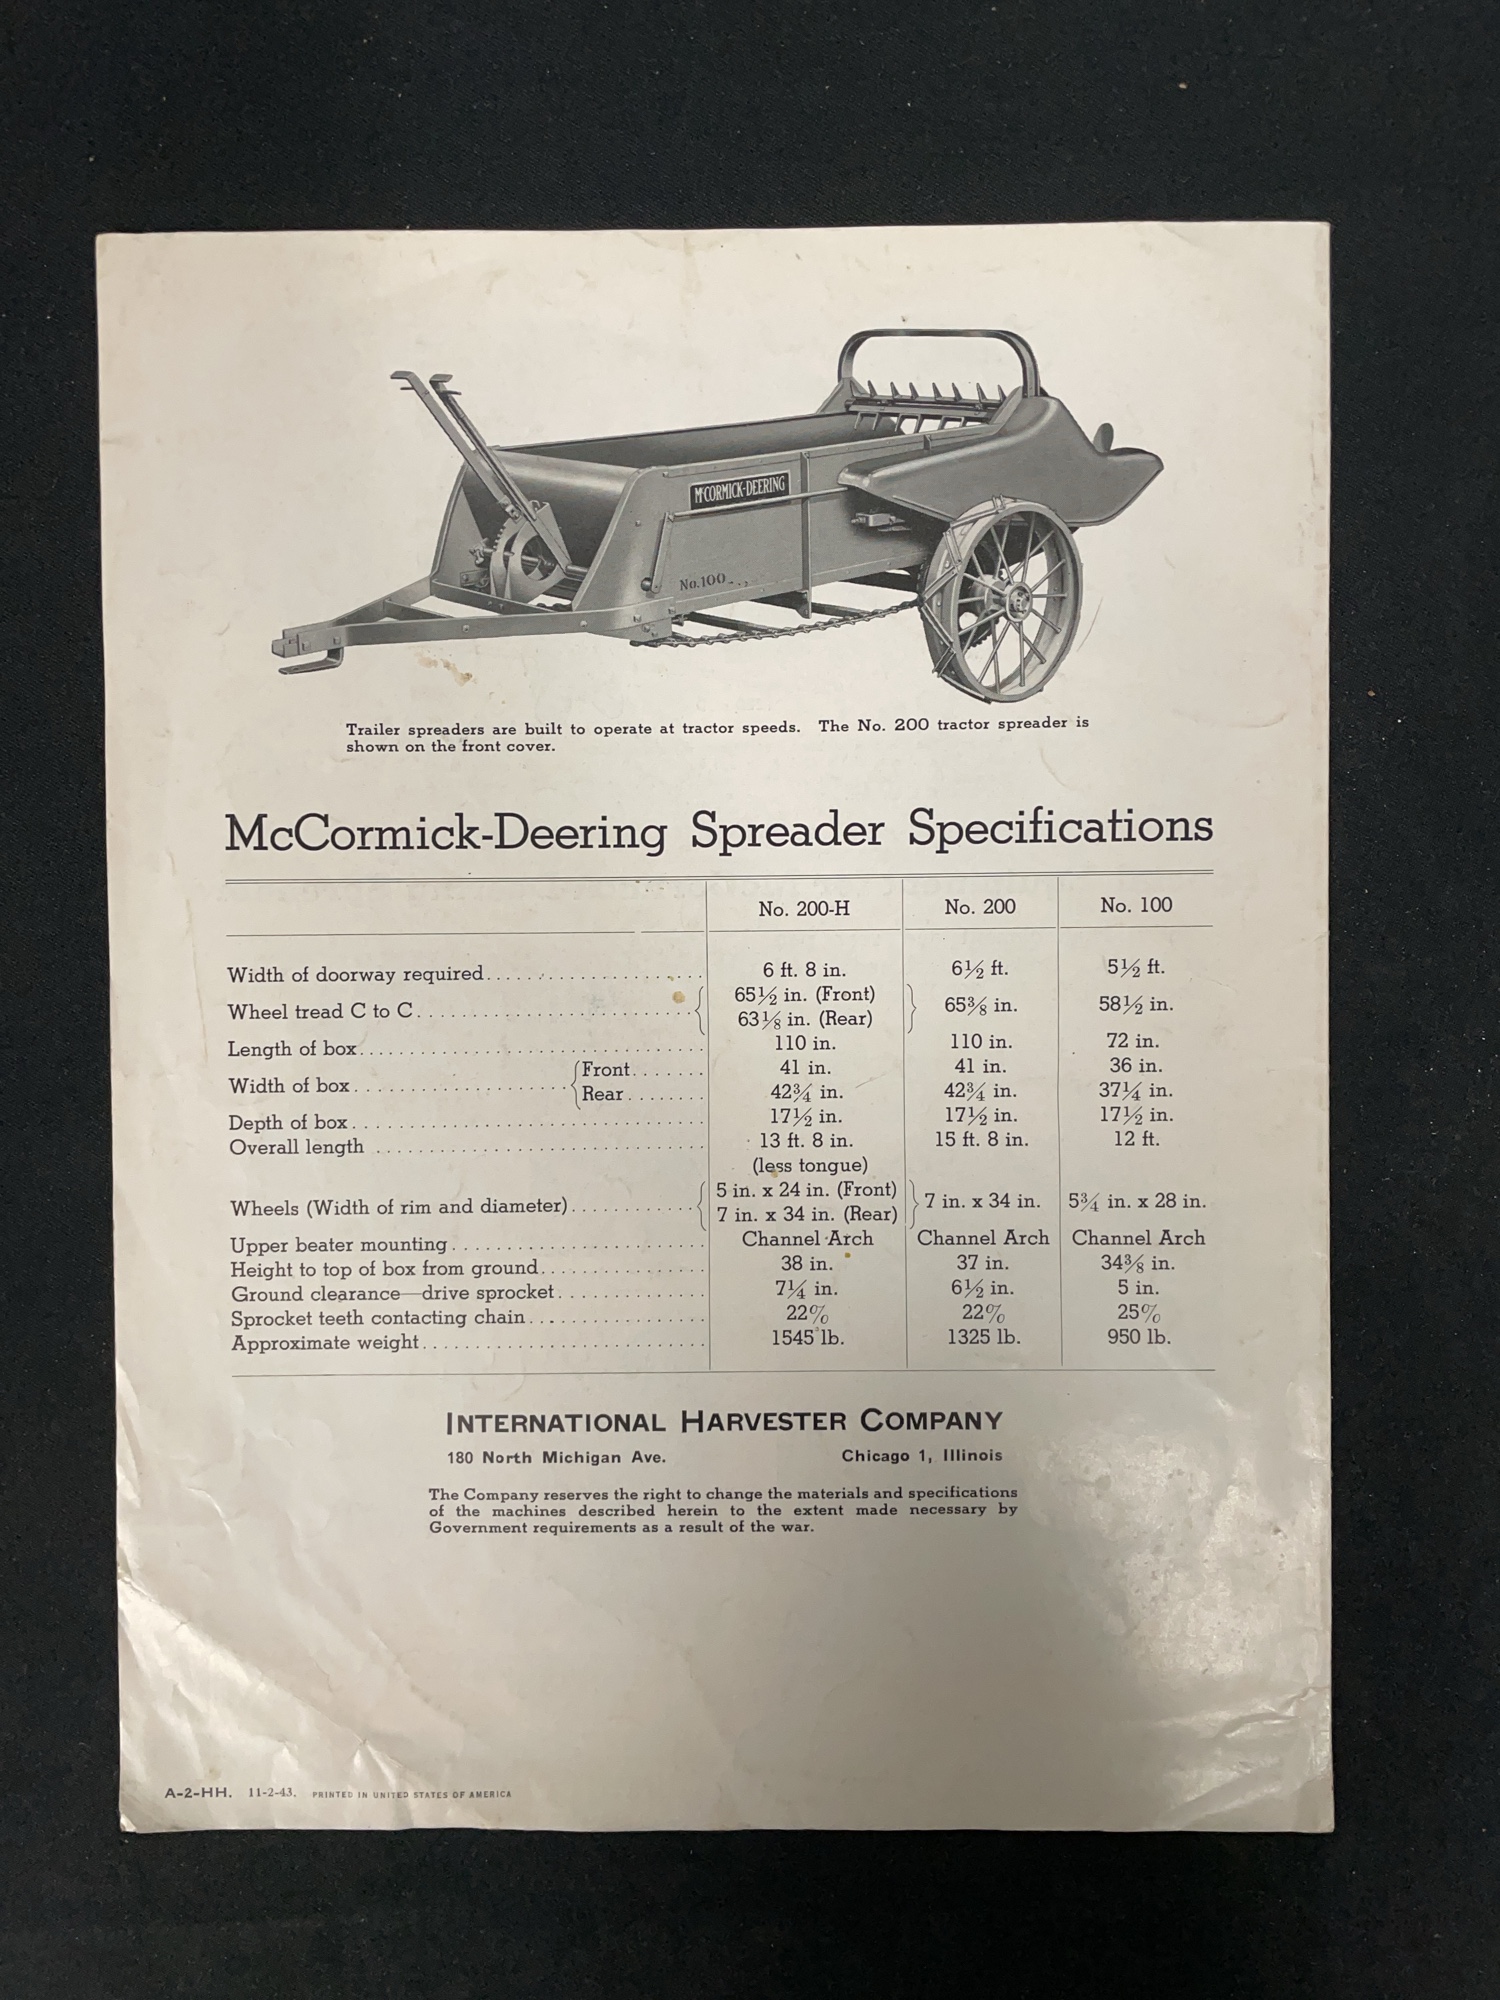 McCORMICK-DEERING
No.100
Trailer spreaders are built to operate at tractor speeds. The No. 200 tractor spreader is
shown on the front cover.
McCormick-Deering Spreader Specifications
No. 200-H No. 200 No. 100
Width of doorway required 6 ft. 8 in. 6½ ft. 5½ ft.
Wheel tread C to C 65½ in. (Front) 63⅛ in. (Rear) 65⅜ in. 58½ in.
Length of box 110 in. 110 in. 72 in.
Width of box Front 41 in. 41 in. 36 in.
Rear 42¾ in. 42¾ in. 37¼ in.
Depth of box 17½ in. 17½ in. 17½ in.
Overall length 13 ft. 8 in. 15 ft. 8 in. 12 ft.
(less tongue)
Wheels (Width of rim and diameter) 5 in. x 24 in. (Front) 7 in. x 34 in. (Rear) 7 in. x 34 in. 5¾ in. x 28 in.
Upper beater mounting Channel Arch Channel Arch Channel Arch
Height to top of box from ground 38 in. 37 in. 34⅜ in.
Ground clearance—drive sprocket 7¼ in. 6½ in. 5 in.
Sprocket teeth contacting chain 22% 22% 25%
Approximate weight 1545 lb. 1325 lb. 950 lb.
INTERNATIONAL HARVESTER COMPANY
180 North Michigan Ave. Chicago 1, Illinois
The Company reserves the right to change the materials and specifications
of the machines described herein to the extent made necessary by
Government requirements as a result of the war.
A-2-HH. 11-2-43. PRINTED IN UNITED STATES OF AMERICA